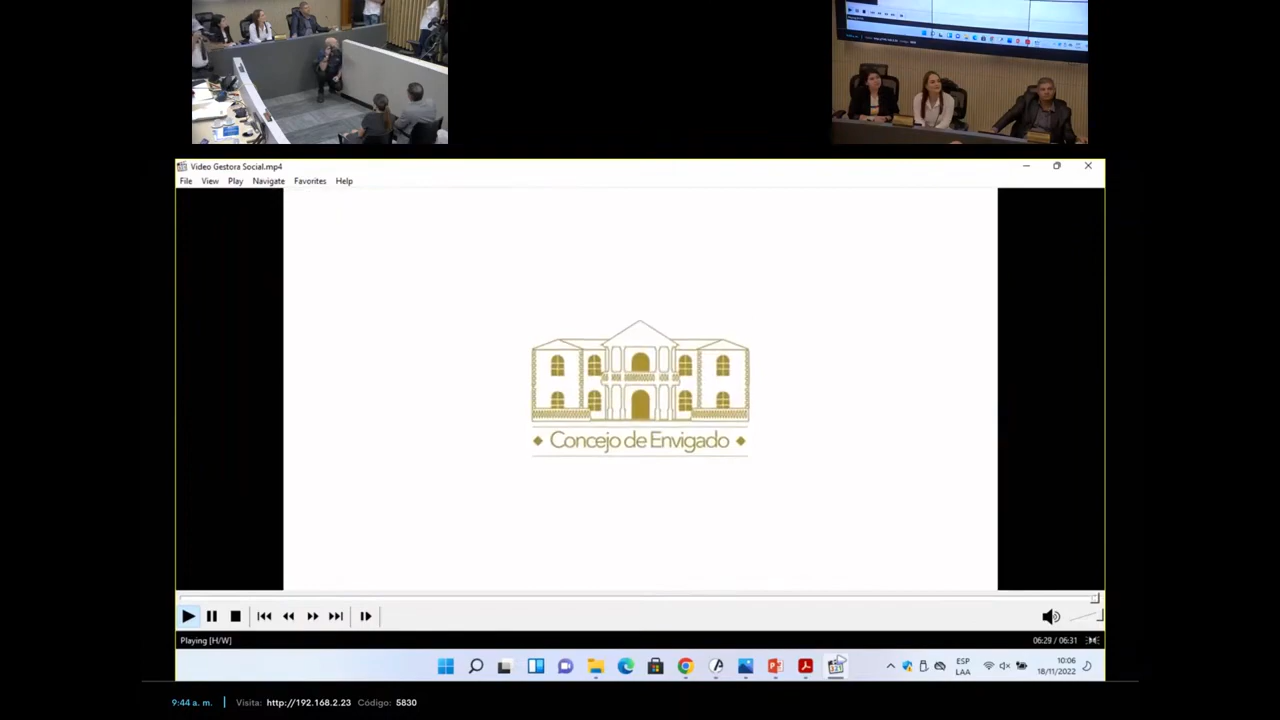 Video Gestora Social.mp4
File View Play Navigate Favorites Help
Concejo de Envigado
Playing [H/W]
06:29 / 06:31
ESP
LAA
10:06
18/11/2022
9:44 a. m. | Visita: http://192.168.2.23 Código: 5830